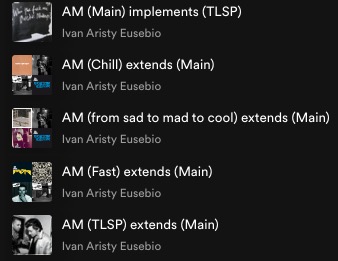 AM (Main) implements (TLSP)
Ivan Aristy Eusebio
AM (Chill) extends (Main)
Ivan Aristy Eusebio
AM (from sad to mad to cool) extends (Main)
Ivan Aristy Eusebio
AM (Fast) extends (Main)
Ivan Aristy Eusebio
AM (TLSP) extends (Main)
Ivan Aristy Eusebio